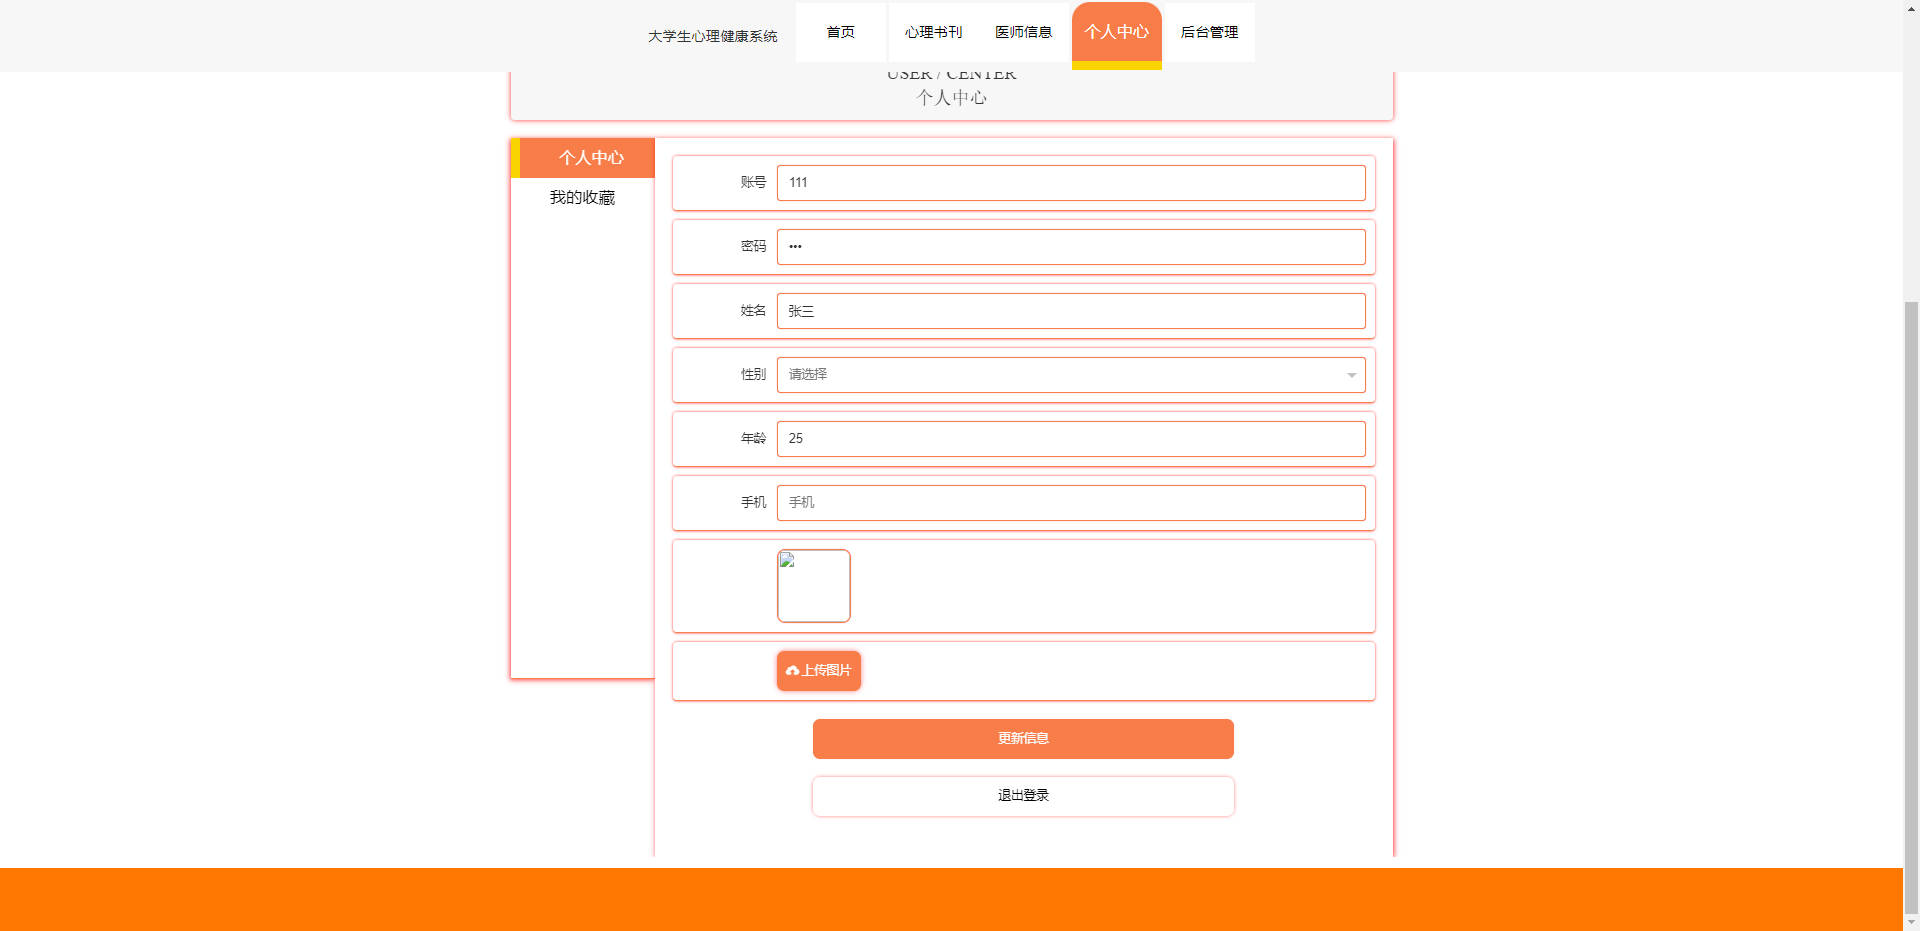 大学生心理健康系统 首页 心理书刊 医师信息 个人中心 后台管理
USER / CENTER
个人中心
个人中心
我的收藏
账号 111
密码 •••
姓名 张三
性别 请选择
年龄 25
手机 手机
上传图片
更新信息
退出登录